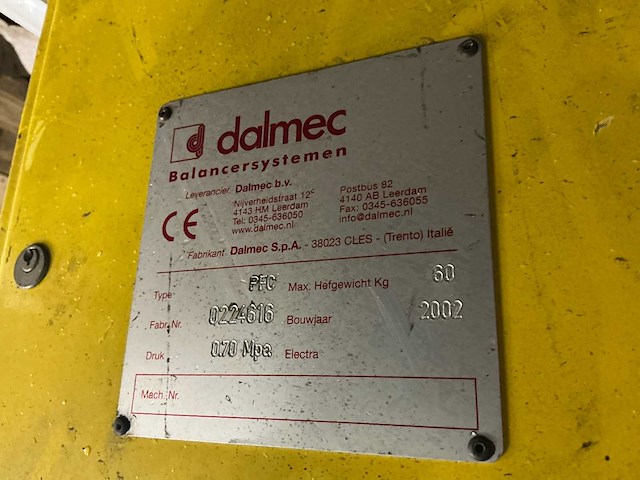 dalmec
Balancersystemen
Leverancier Dalmec b.v.
Nijverheidstraat 12c
4143 HM Leerdam
Tel: 0345-636050
www.dalmec.nl
Postbus 82
4140 AB Leerdam
Fax: 0345-636055
info@dalmec.nl
CE
Fabrikant Dalmec S.p.A. - 38023 CLES - (Trento) Italië
Type PFC Max. Hefgewicht Kg 60
Fabr. Nr. 0224616 Bouwjaar 2002
Druk 0.70 Mpa Electra
Mach. Nr.